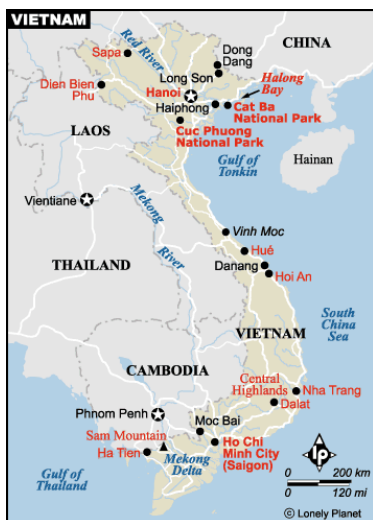 VIETNAM
CHINA
Dong
Dang
Sapa
Red River
Long Son
Halong
Bay
Dien Bien
Phu
Hanoi
Haiphong
Cat Ba
National Park
LAOS
Cuc Phuong
National Park
Gulf of
Tonkin
Hainan
Vientiane
Mekong
River
Vinh Moc
Hué
THAILAND
Danang
Hoi An
South
China
Sea
VIETNAM
CAMBODIA
Central
Highlands
Nha Trang
Dalat
Phnom Penh
Moc Bai
Sam Mountain
Ho Chi
Minh City
(Saigon)
Ha Tien
Mekong
Delta
Gulf of
Thailand
lp
0 200 km
0 120 mi
© Lonely Planet